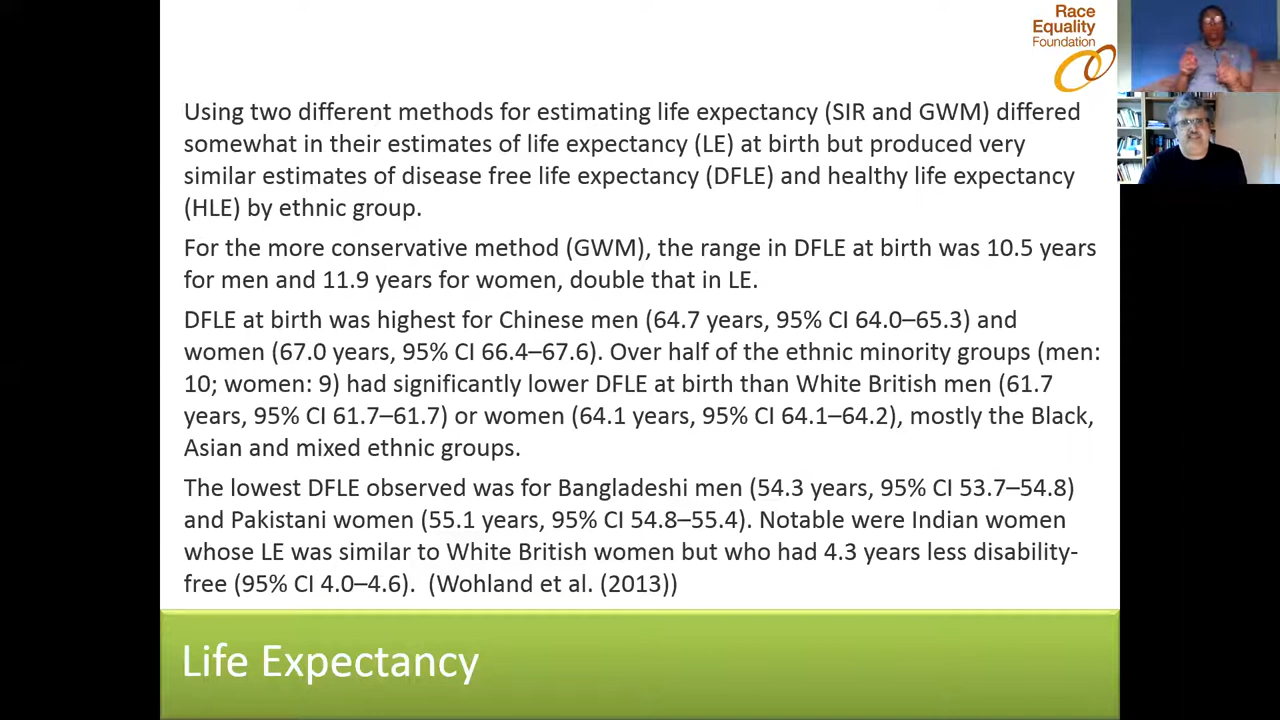 Race
Equality
Foundation
Using two different methods for estimating life expectancy (SIR and GWM) differed
somewhat in their estimates of life expectancy (LE) at birth but produced very
similar estimates of disease free life expectancy (DFLE) and healthy life expectancy
(HLE) by ethnic group.
For the more conservative method (GWM), the range in DFLE at birth was 10.5 years
for men and 11.9 years for women, double that in LE.
DFLE at birth was highest for Chinese men (64.7 years, 95% CI 64.0–65.3) and
women (67.0 years, 95% CI 66.4–67.6). Over half of the ethnic minority groups (men:
10; women: 9) had significantly lower DFLE at birth than White British men (61.7
years, 95% CI 61.7–61.7) or women (64.1 years, 95% CI 64.1–64.2), mostly the Black,
Asian and mixed ethnic groups.
The lowest DFLE observed was for Bangladeshi men (54.3 years, 95% CI 53.7–54.8)
and Pakistani women (55.1 years, 95% CI 54.8–55.4). Notable were Indian women
whose LE was similar to White British women but who had 4.3 years less disability-
free (95% CI 4.0–4.6).  (Wohland et al. (2013))
Life Expectancy